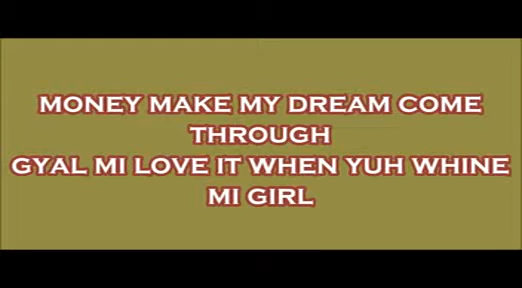 MONEY MAKE MY DREAM COME
THROUGH
GYAL MI LOVE IT WHEN YUH WHINE
MI GIRL